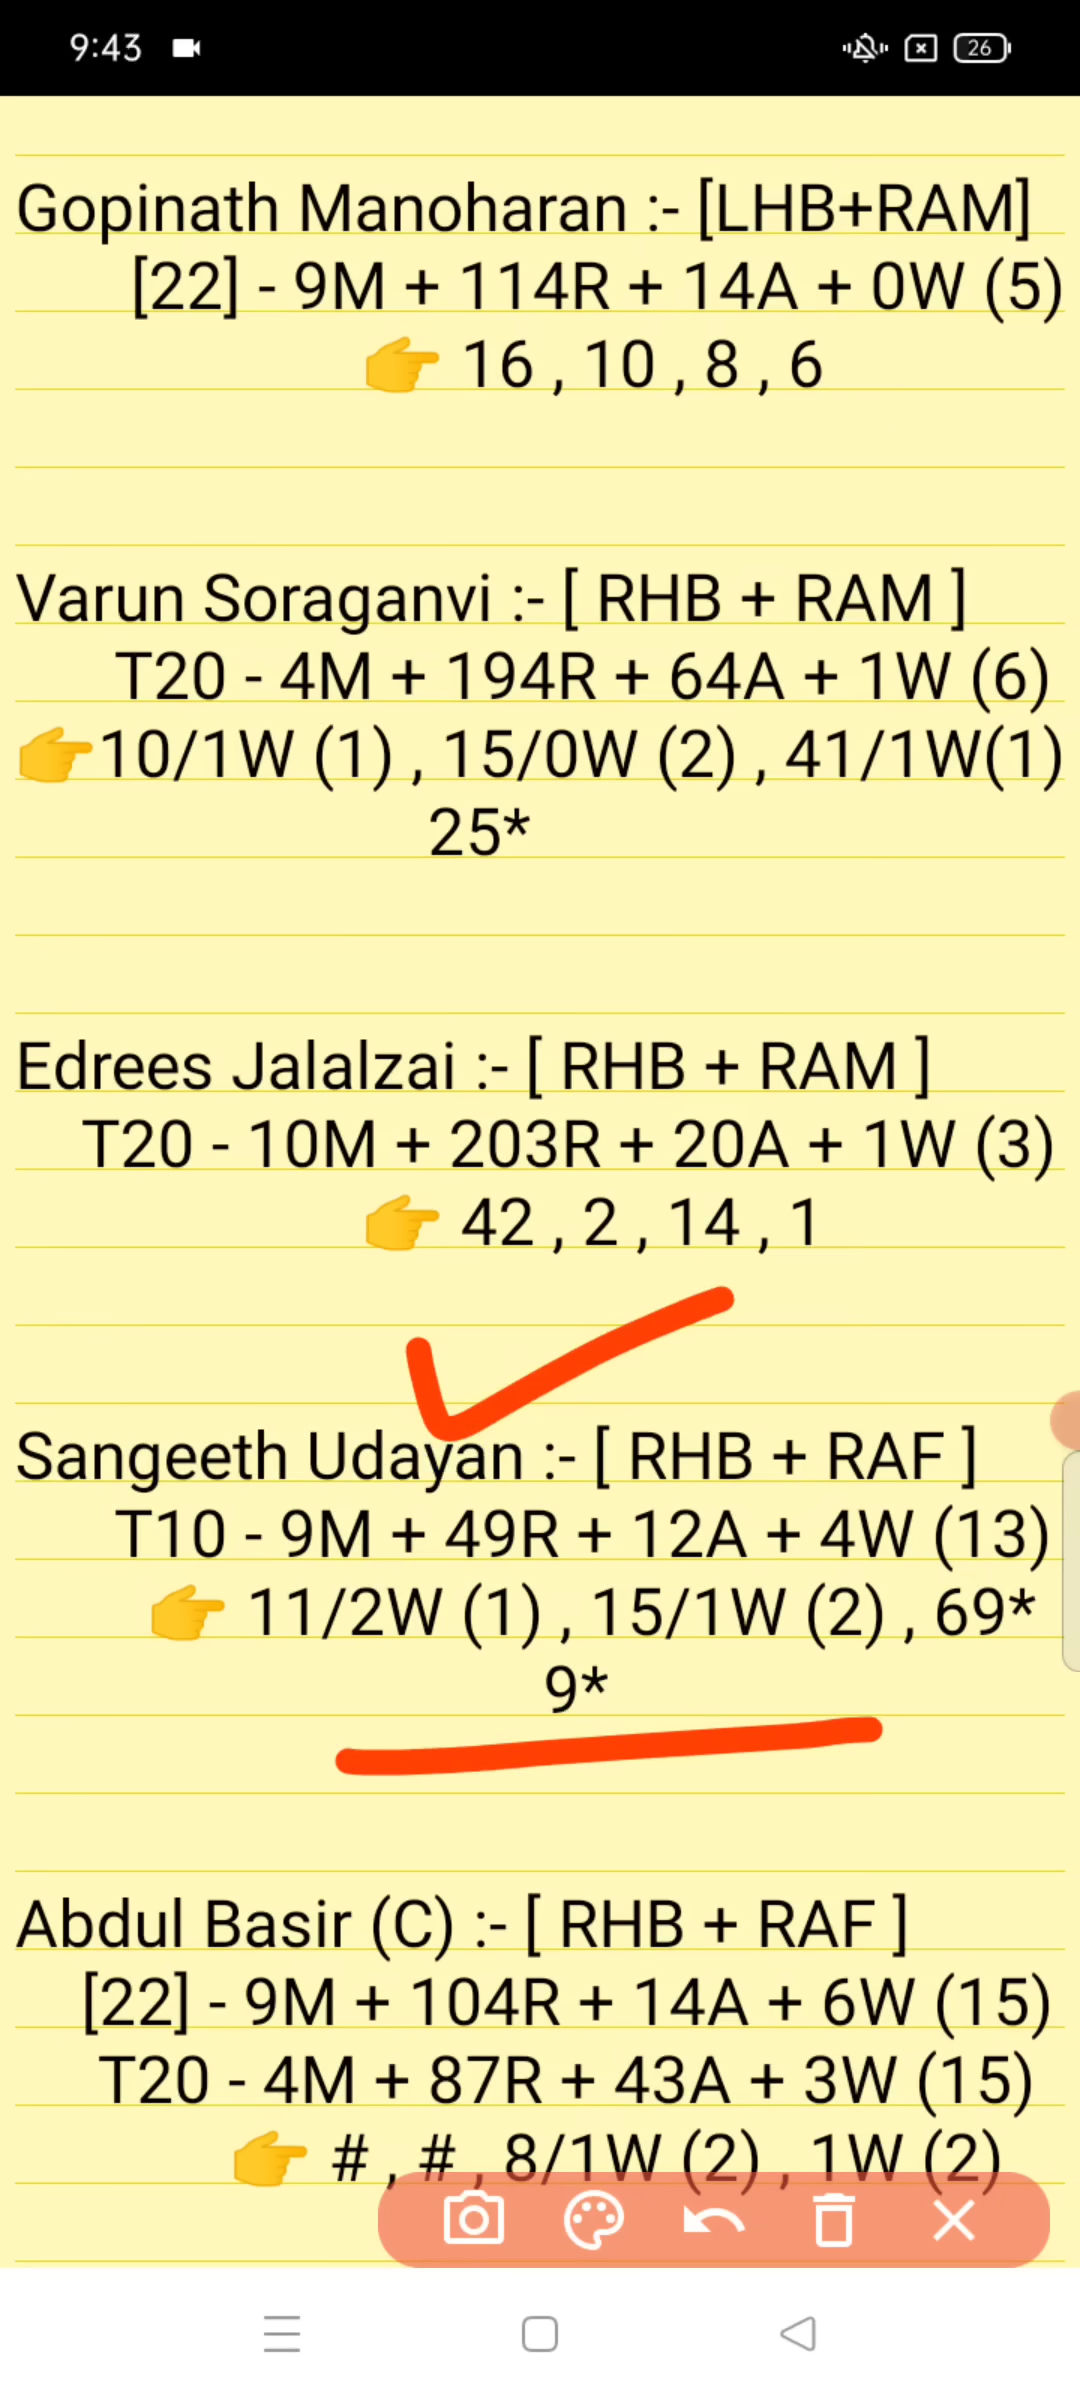 9:43
26
Gopinath Manoharan :- [LHB+RAM]
[22] - 9M + 114R + 14A + 0W (5)
👉 16 , 10 , 8 , 6
Varun Soraganvi :- [ RHB + RAM ]
T20 - 4M + 194R + 64A + 1W (6)
👉10/1W (1) , 15/0W (2) , 41/1W(1)
25*
Edrees Jalalzai :- [ RHB + RAM ]
T20 - 10M + 203R + 20A + 1W (3)
👉 42 , 2 , 14 , 1
Sangeeth Udayan :- [ RHB + RAF ]
T10 - 9M + 49R + 12A + 4W (13)
👉 11/2W (1) , 15/1W (2) , 69*
9*
Abdul Basir (C) :- [ RHB + RAF ]
[22] - 9M + 104R + 14A + 6W (15)
T20 - 4M + 87R + 43A + 3W (15)
👉 # , # , 8/1W (2) , 1W (2)